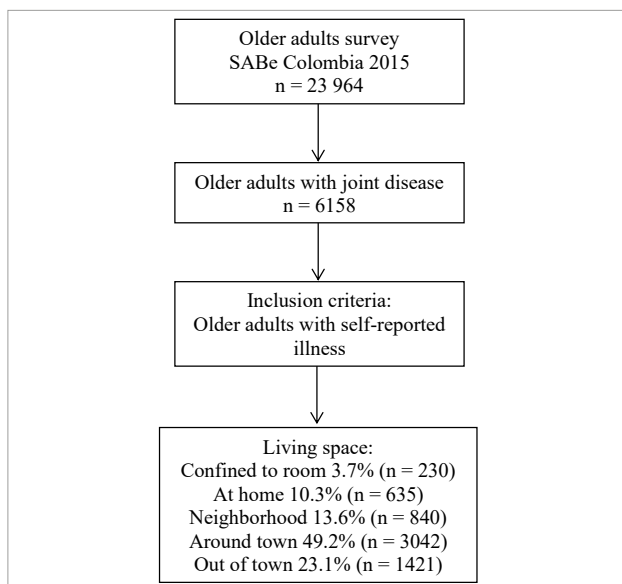 Older adults survey
SABe Colombia 2015
n = 23 964
Older adults with joint disease
n = 6158
Inclusion criteria:
Older adults with self-reported
illness
Living space:
Confined to room 3.7% (n = 230)
At home 10.3% (n = 635)
Neighborhood 13.6% (n = 840)
Around town 49.2% (n = 3042)
Out of town 23.1% (n = 1421)